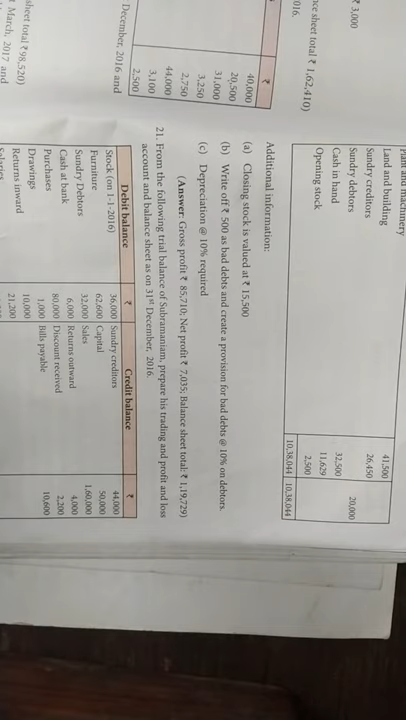 Plant and machinery
Land and building 41,500
Sundry creditors 20,000
Sundry debtors 26,450
Cash in hand 32,500
11,629
Opening stock 2,500
10,38,044 10,38,044
Additional information:
(a) Closing stock is valued at ₹ 15,500
(b) Write off ₹ 500 as bad debts and create a provision for bad debts @ 10% on debtors.
(c) Depreciation @ 10% required
(Answer: Gross profit ₹ 85,710; Net profit ₹ 7,035; Balance sheet total: ₹ 1,19,729)
21. From the following trial balance of Subramaniam, prepare his trading and profit and loss
account and balance sheet as on 31st December, 2016.
Debit balance ₹ Credit balance ₹
Stock (on 1-1-2016) 36,000 Sundry creditors 44,000
Furniture 62,600 Capital 50,000
Sundry Debtors 32,000 Sales 1,60,000
Cash at bank 6,000 Returns outward 4,000
Purchases 80,000 Discount received 2,200
Drawings 1,000 Bills payable 10,600
Returns inward 10,000
Salaries 21,200
₹ 3,000
sheet total ₹ 1,62,410)
016.
₹
40,000
20,500
31,000
3,250
2,750
44,000
3,100
2,500
December, 2016 and
sheet total ₹ 98,520)
March, 2017 and